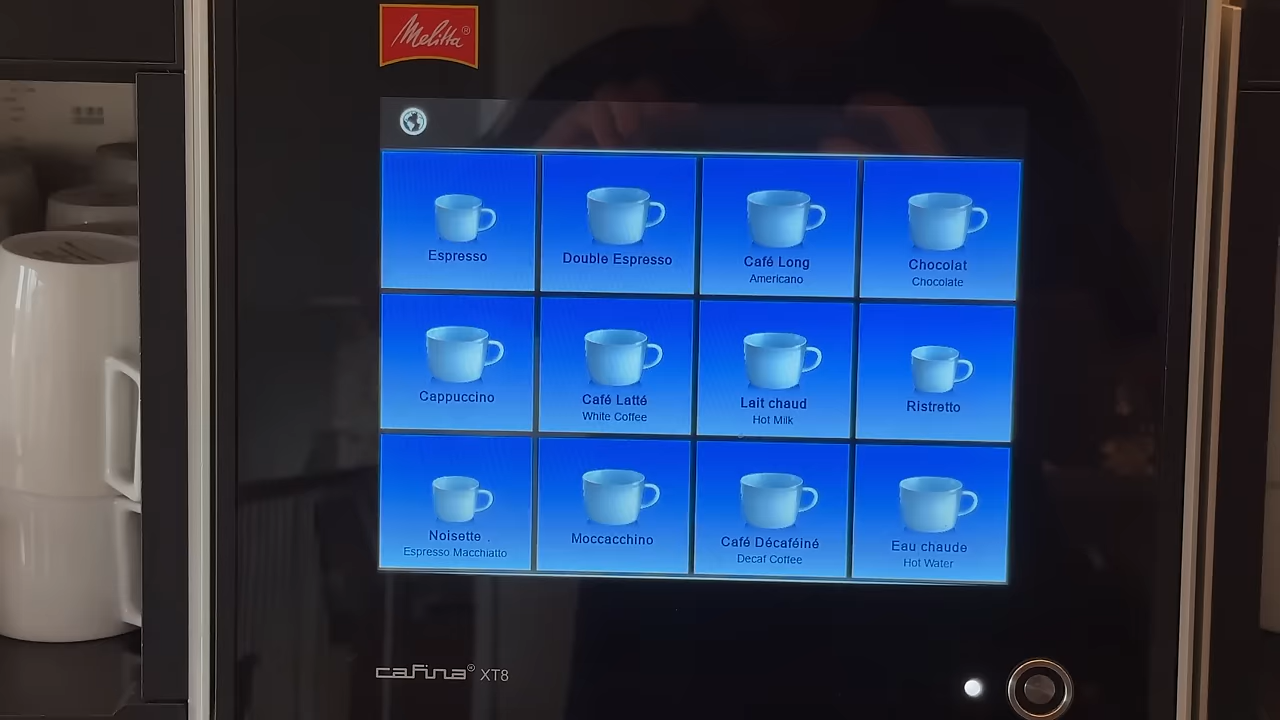 Melitta®
Espresso
Double Espresso
Café Long
Americano
Chocolat
Chocolate
Cappuccino
Café Latté
White Coffee
Lait chaud
Hot Milk
Ristretto
Noisette .
Espresso Macchiatto
Moccacchino
Café Décaféiné
Decaf Coffee
Eau chaude
Hot Water
cafina® XT8